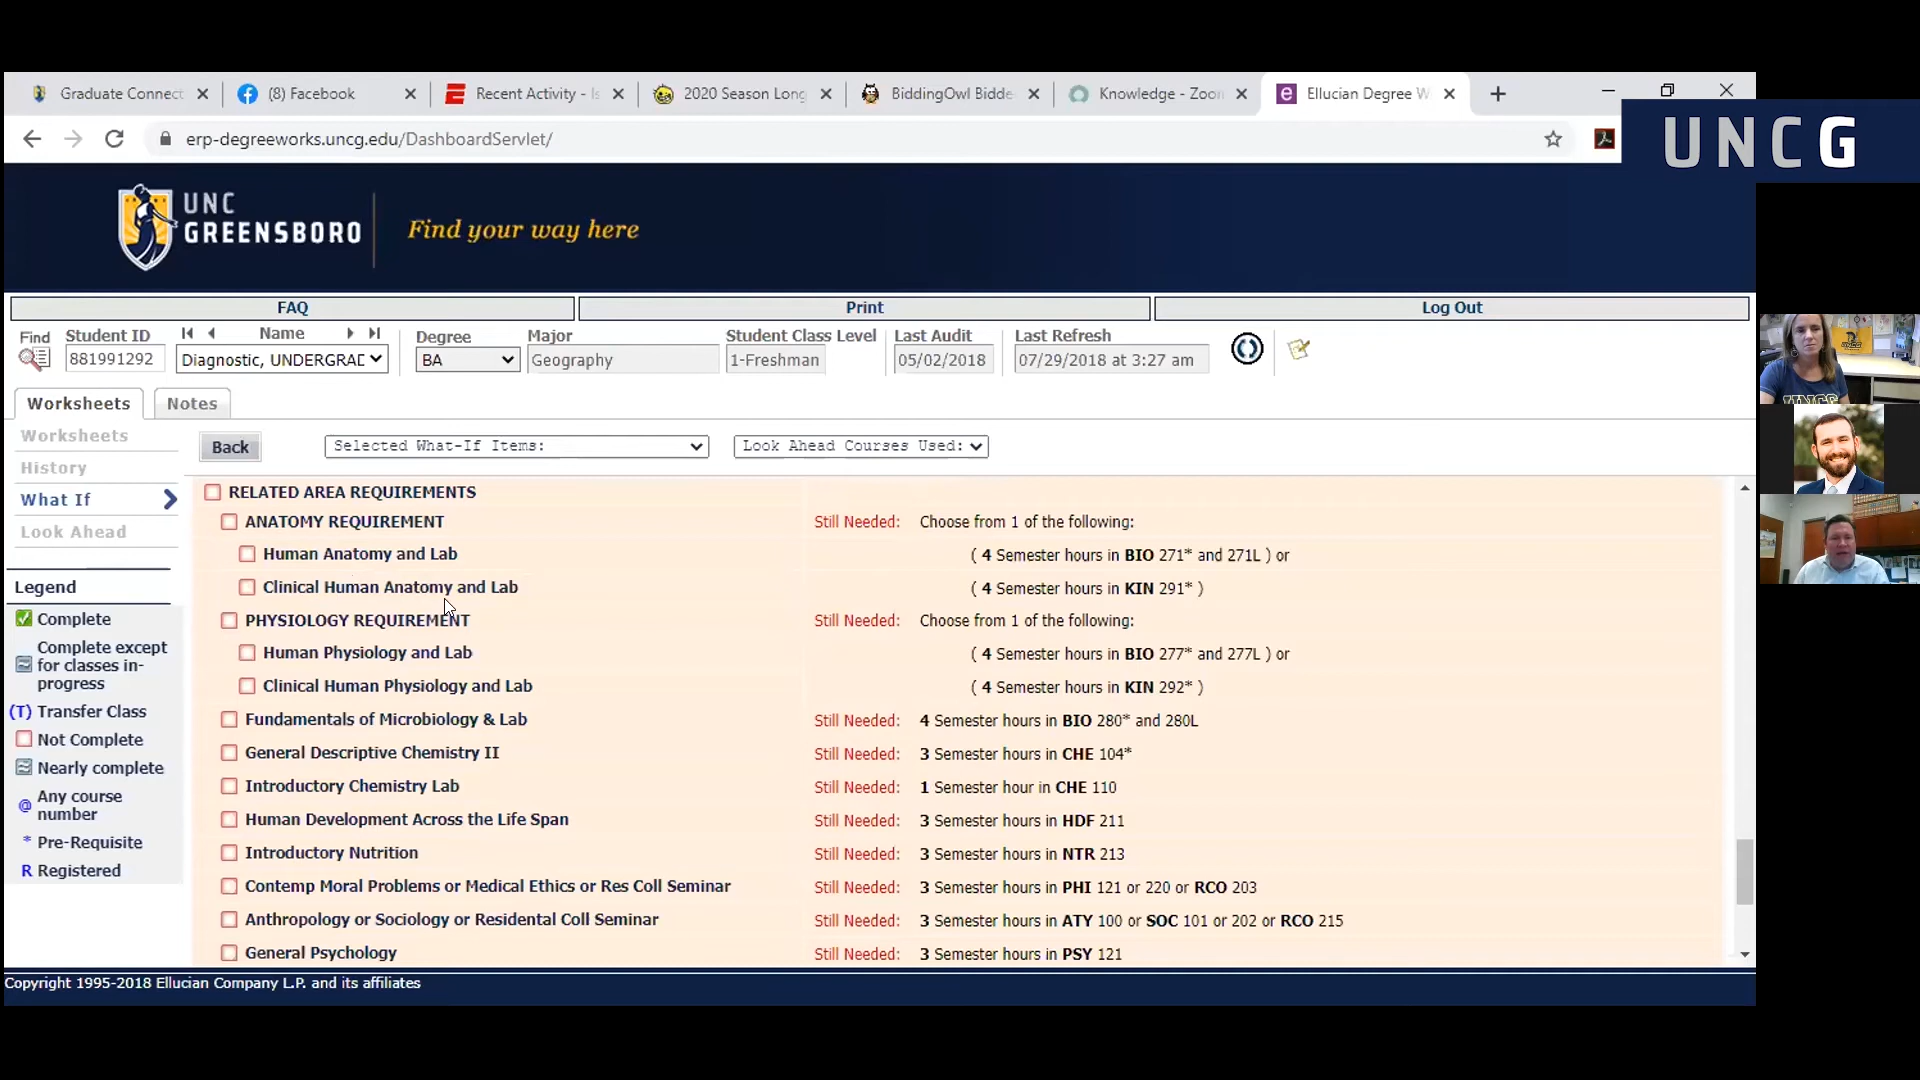 Graduate Connect
(8) Facebook
Recent Activity - Is
2020 Season Long
BiddingOwl Bidde
Knowledge - Zoom
Ellucian Degree W
erp-degreeworks.uncg.edu/DashboardServlet/
UNCG
UNC
GREENSBORO
Find your way here
FAQ
Print
Log Out
Find
Student ID
Name
Degree
Major
Student Class Level
Last Audit
Last Refresh
881991292
Diagnostic, UNDERGRAD
BA
Geography
1-Freshman
05/02/2018
07/29/2018 at 3:27 am
Worksheets
Notes
Worksheets
History
What If
Look Ahead
Back
Selected What-If Items:
Look Ahead Courses Used:
Legend
Complete
Complete except
for classes in-
progress
(T) Transfer Class
Not Complete
Nearly complete
@ Any course
number
* Pre-Requisite
R Registered
RELATED AREA REQUIREMENTS
ANATOMY REQUIREMENT Still Needed: Choose from 1 of the following:
Human Anatomy and Lab ( 4 Semester hours in BIO 271* and 271L ) or
Clinical Human Anatomy and Lab ( 4 Semester hours in KIN 291* )
PHYSIOLOGY REQUIREMENT Still Needed: Choose from 1 of the following:
Human Physiology and Lab ( 4 Semester hours in BIO 277* and 277L ) or
Clinical Human Physiology and Lab ( 4 Semester hours in KIN 292* )
Fundamentals of Microbiology & Lab Still Needed: 4 Semester hours in BIO 280* and 280L
General Descriptive Chemistry II Still Needed: 3 Semester hours in CHE 104*
Introductory Chemistry Lab Still Needed: 1 Semester hour in CHE 110
Human Development Across the Life Span Still Needed: 3 Semester hours in HDF 211
Introductory Nutrition Still Needed: 3 Semester hours in NTR 213
Contemp Moral Problems or Medical Ethics or Res Coll Seminar Still Needed: 3 Semester hours in PHI 121 or 220 or RCO 203
Anthropology or Sociology or Residental Coll Seminar Still Needed: 3 Semester hours in ATY 100 or SOC 101 or 202 or RCO 215
General Psychology Still Needed: 3 Semester hours in PSY 121
Copyright 1995-2018 Ellucian Company L.P. and its affiliates